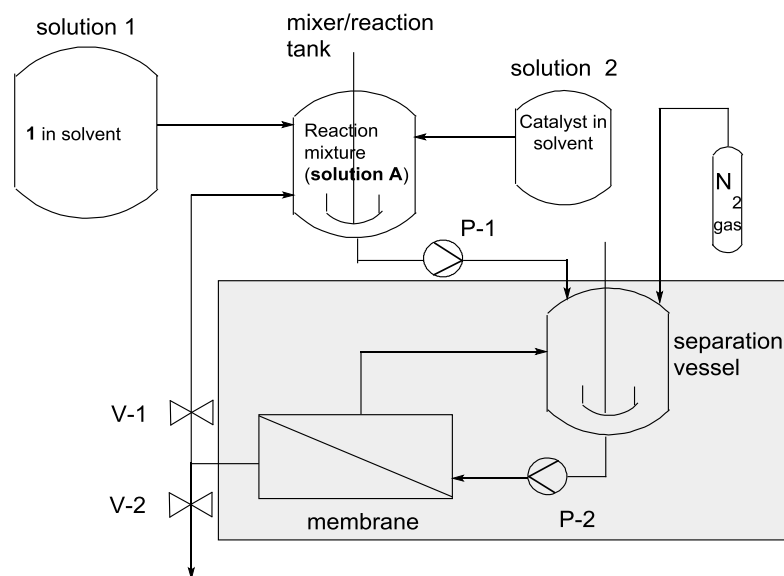 solution 1
mixer/reaction
tank
solution 2
1 in solvent
Reaction
mixture
(solution A)
Catalyst in
solvent
N
2
gas
P-1
separation
vessel
V-1
V-2
membrane
P-2